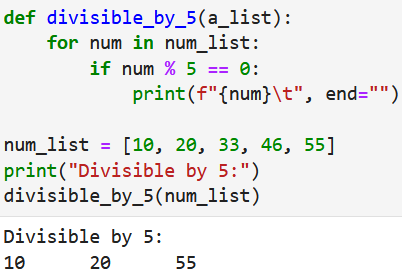 def divisible_by_5(a_list):
    for num in num_list:
        if num % 5 == 0:
            print(f"{num}\t", end="")

num_list = [10, 20, 33, 46, 55]
print("Divisible by 5:")
divisible_by_5(num_list)
Divisible by 5:
10	20	55